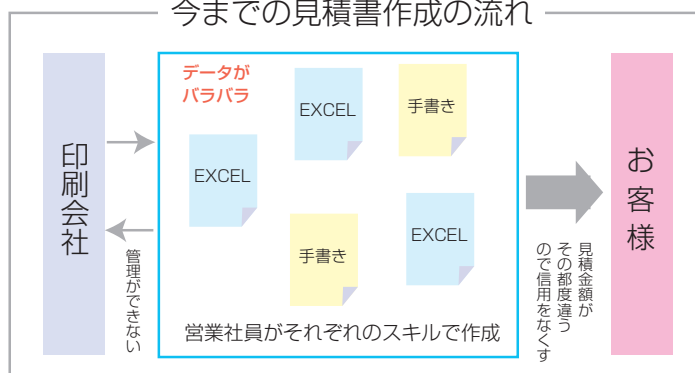 今までの見積書作成の流れ
印刷会社
データが
バラバラ
EXCEL
手書き
EXCEL
EXCEL
手書き
営業社員がそれぞれのスキルで作成
管理ができない
見積金額が
その都度違う
ので信用をなくす
お客様